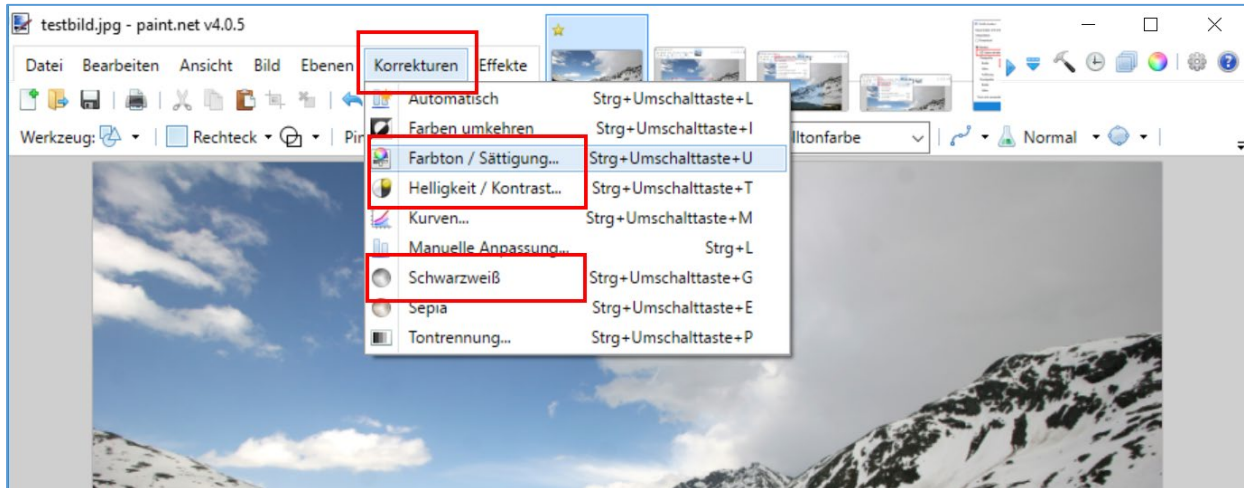 testbild.jpg - paint.net v4.0.5
Datei Bearbeiten Ansicht Bild Ebenen Korrekturen Effekte
Automatisch Strg+Umschalttaste+L
Farben umkehren Strg+Umschalttaste+I
Werkzeug: Rechteck lltonfarbe Normal
Farbton / Sättigung... Strg+Umschalttaste+U
Helligkeit / Kontrast... Strg+Umschalttaste+T
Kurven... Strg+Umschalttaste+M
Manuelle Anpassung... Strg+L
Schwarzweiß Strg+Umschalttaste+G
Sepia Strg+Umschalttaste+E
Tontrennung... Strg+Umschalttaste+P